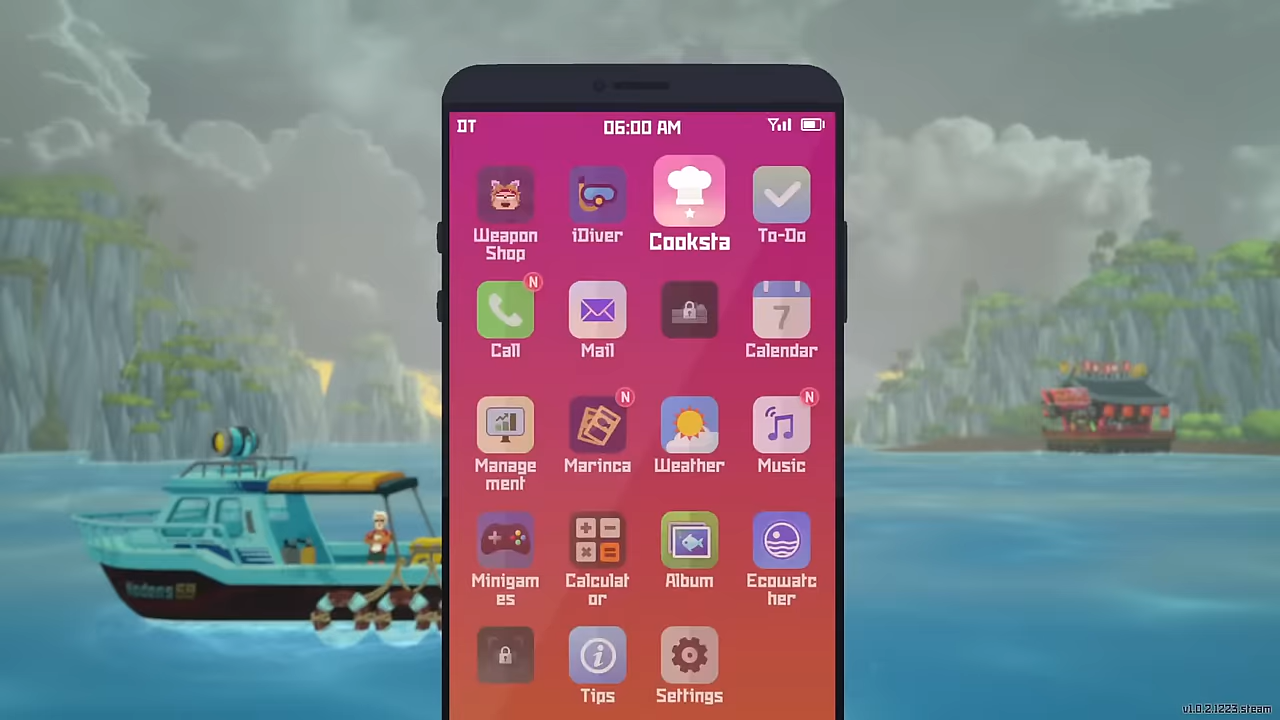 DT
06:00 AM
Weapon
Shop
iDiver
Cooksta
To-Do
N
Call
Mail
7
Calendar
Manage
ment
N
Marinca
Weather
N
Music
Minigam
es
Calculat
or
Album
Ecowatc
her
Tips
Settings
v1.0.2.1223.steam